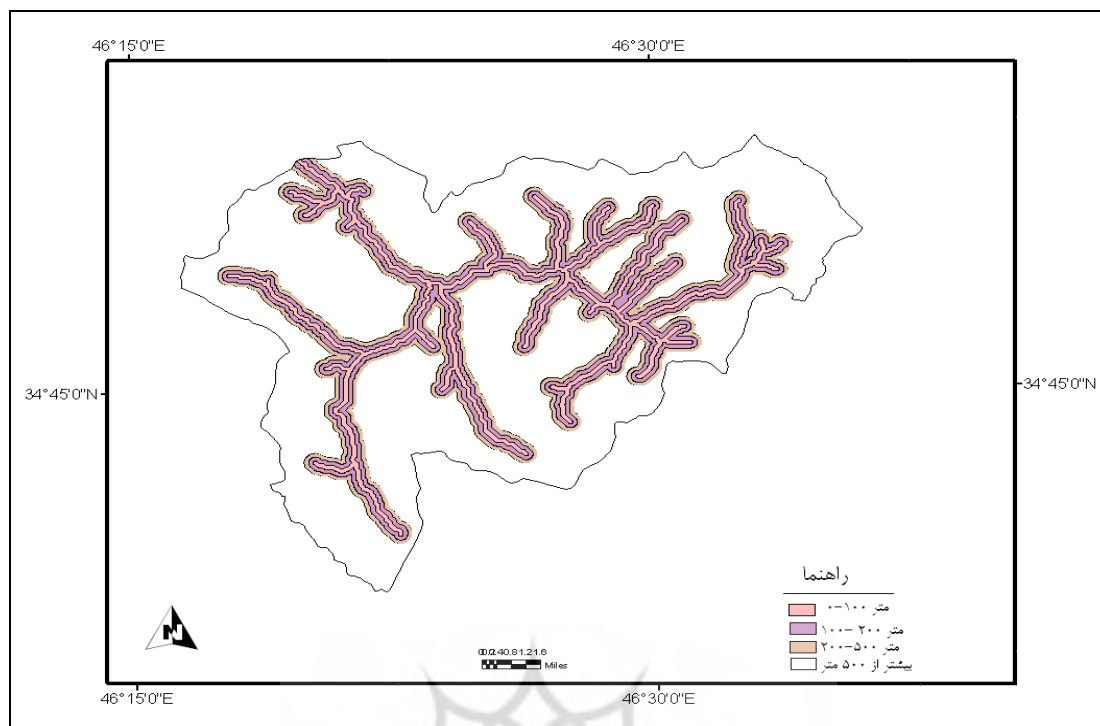 46°15'0"E 46°30'0"E
34°45'0"N 34°45'0"N
راهنما
۰-۱۰۰ متر
۱۰۰- ۲۰۰ متر
۲۰۰-۵۰۰ متر
بیشتر از ۵۰۰ متر
N
Miles
46°15'0"E 46°30'0"E